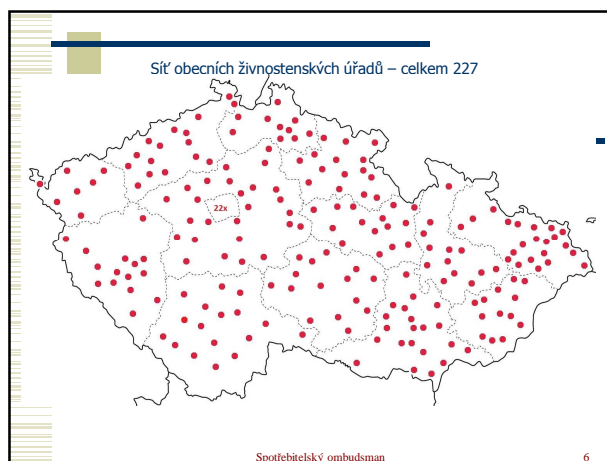 Síť obecních živnostenských úřadů – celkem 227
22x
Spotřebitelský ombudsman
6